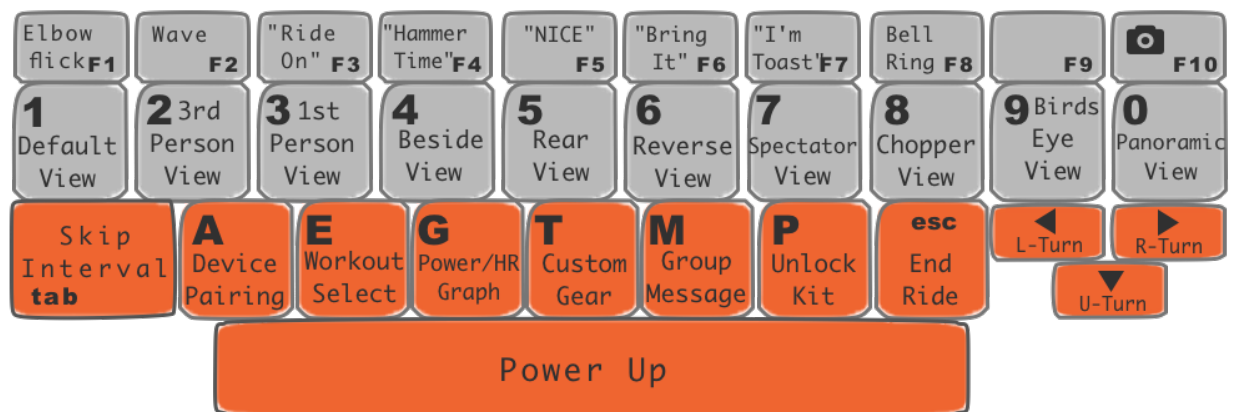 Elbow
flick F1
Wave
F2
"Ride
On" F3
"Hammer
Time" F4
"NICE"
F5
"Bring
It" F6
"I'm
Toast" F7
Bell
Ring F8
F9
F10
1
Default
View
2 3rd
Person
View
3 1st
Person
View
4
Beside
View
5
Rear
View
6
Reverse
View
7
Spectator
View
8
Chopper
View
9 Birds
Eye
View
0
Panoramic
View
Skip
Interval
tab
A
Device
Pairing
E
Workout
Select
G
Power/HR
Graph
T
Custom
Gear
M
Group
Message
P
Unlock
Kit
esc
End
Ride
L-Turn
R-Turn
U-Turn
Power Up